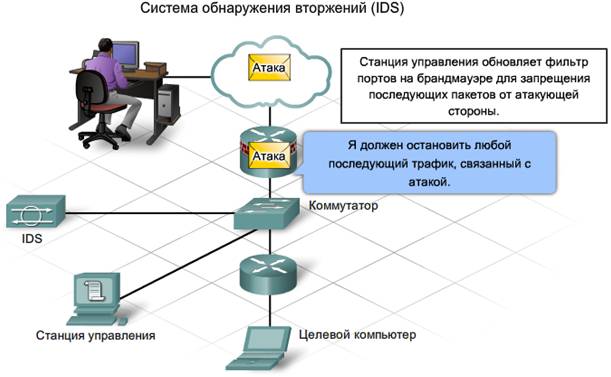 Система обнаружения вторжений (IDS)
Атака
Станция управления обновляет фильтр
портов на брандмауэре для запрещения
последующих пакетов от атакующей
стороны.
Атака
Я должен остановить любой
последующий трафик, связанный с
атакой.
Коммутатор
IDS
Станция управления
Целевой компьютер